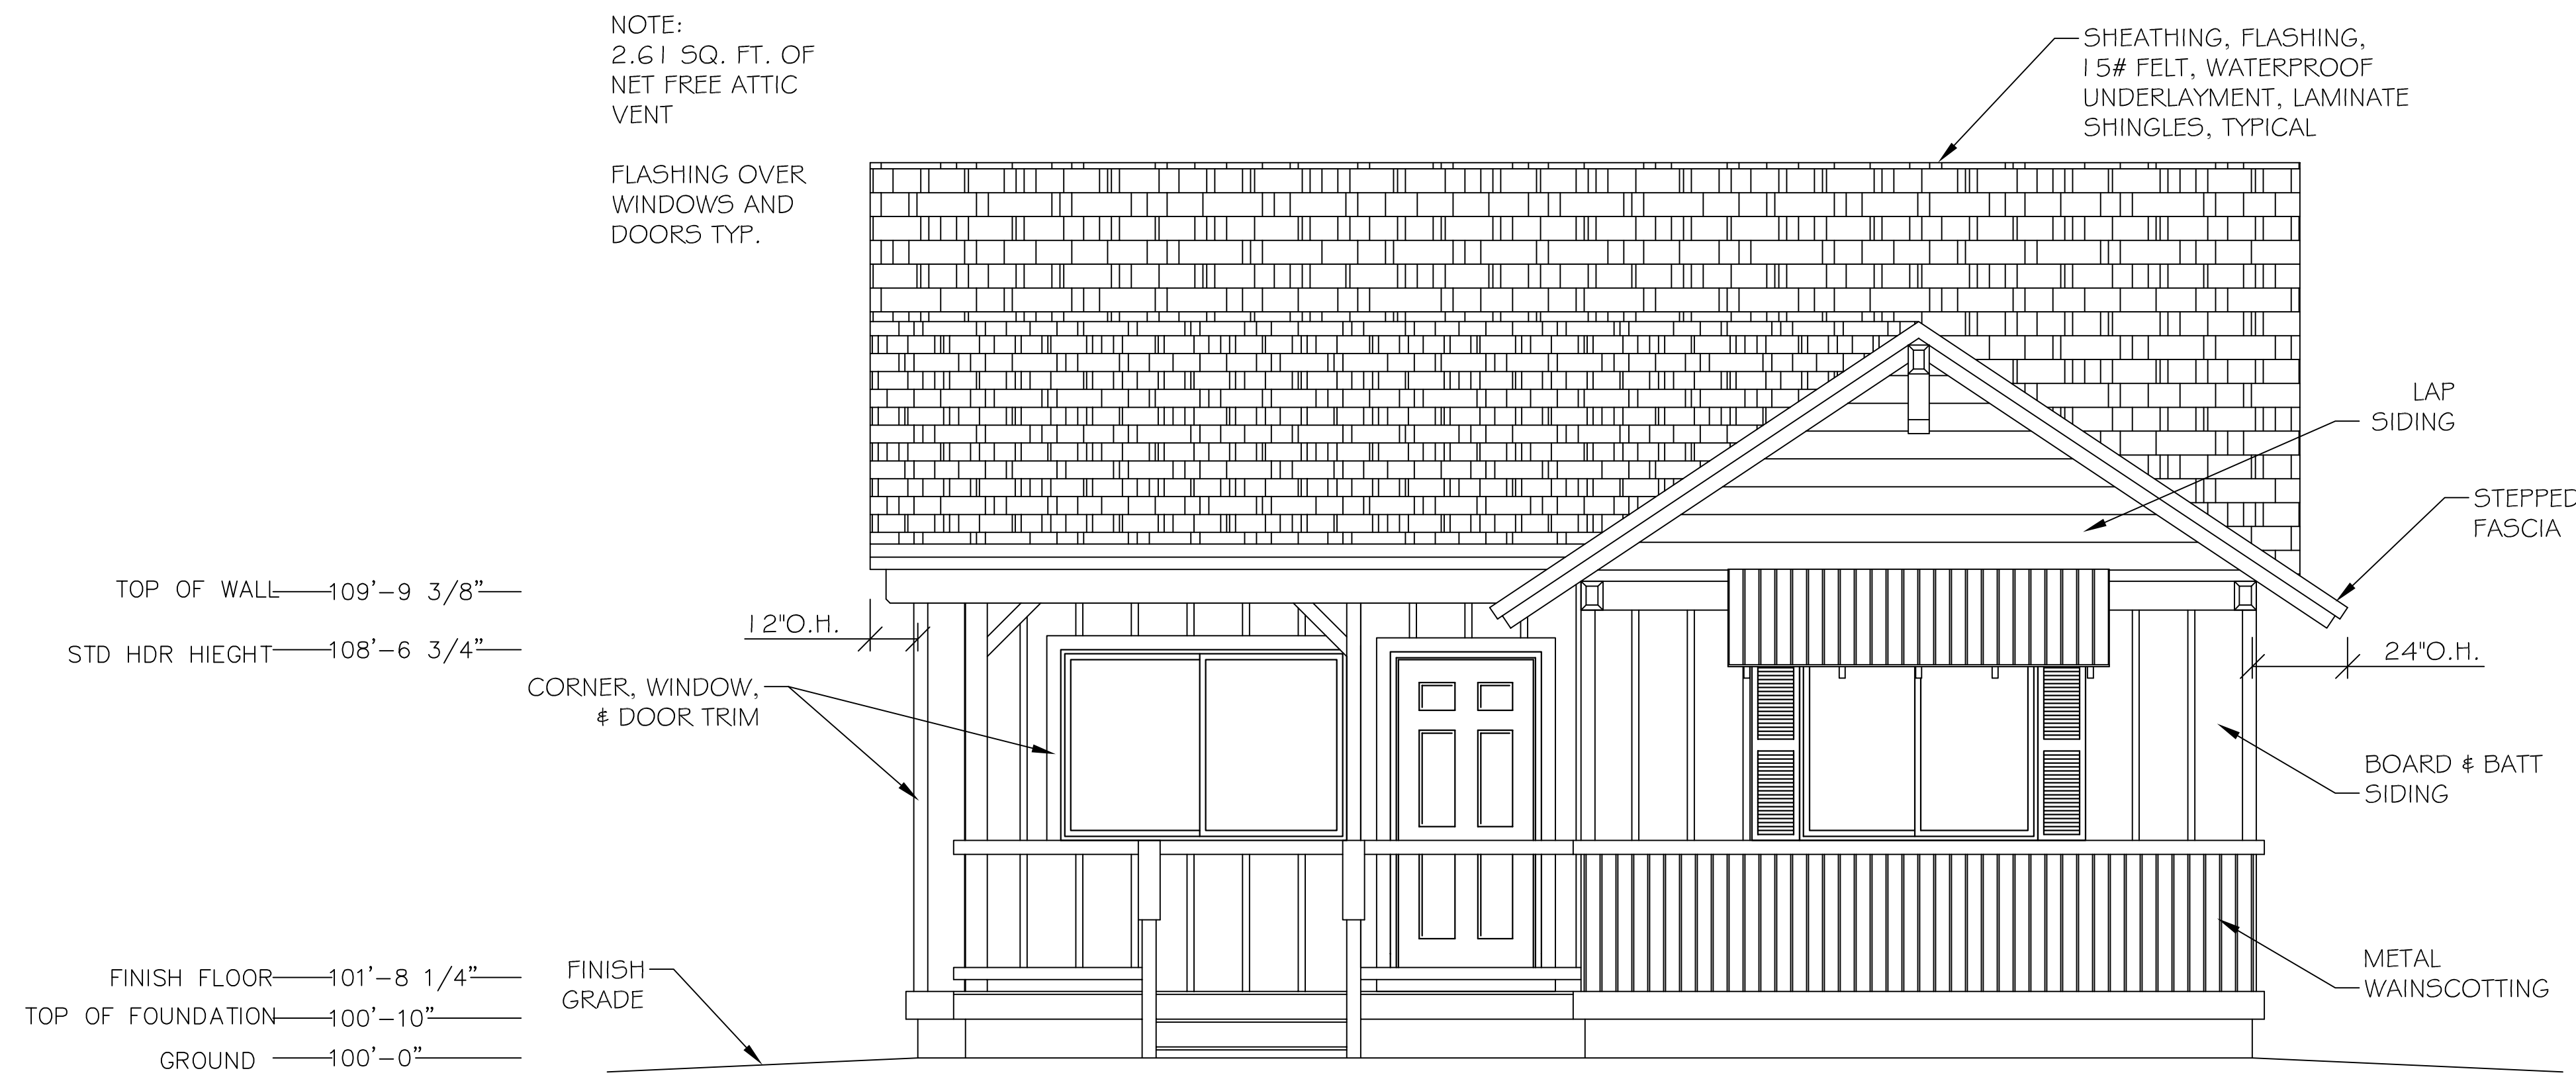 NOTE:
2.61 SQ. FT. OF
NET FREE ATTIC
VENT
FLASHING OVER
WINDOWS AND
DOORS TYP.
SHEATHING, FLASHING,
15# FELT, WATERPROOF
UNDERLAYMENT, LAMINATE
SHINGLES, TYPICAL
LAP
SIDING
STEPPED
FASCIA
TOP OF WALL 109'-9 3/8"
STD HDR HIEGHT 108'-6 3/4"
12"O.H.
24"O.H.
CORNER, WINDOW,
& DOOR TRIM
BOARD & BATT
SIDING
METAL
WAINSCOTTING
FINISH
GRADE
FINISH FLOOR 101'-8 1/4"
TOP OF FOUNDATION 100'-10"
GROUND 100'-0"